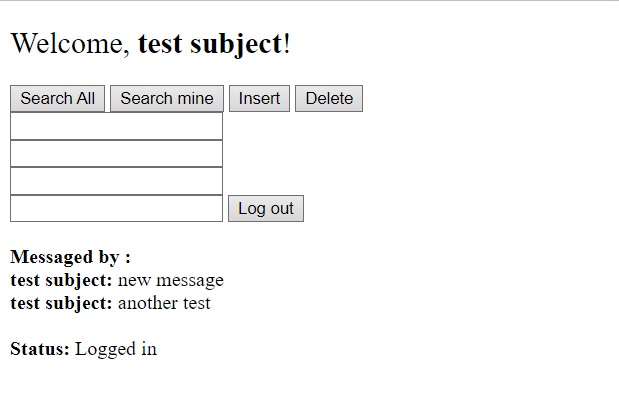 Welcome, test subject!
Search All Search mine Insert Delete
Log out
Messaged by :
test subject: new message
test subject: another test
Status: Logged in